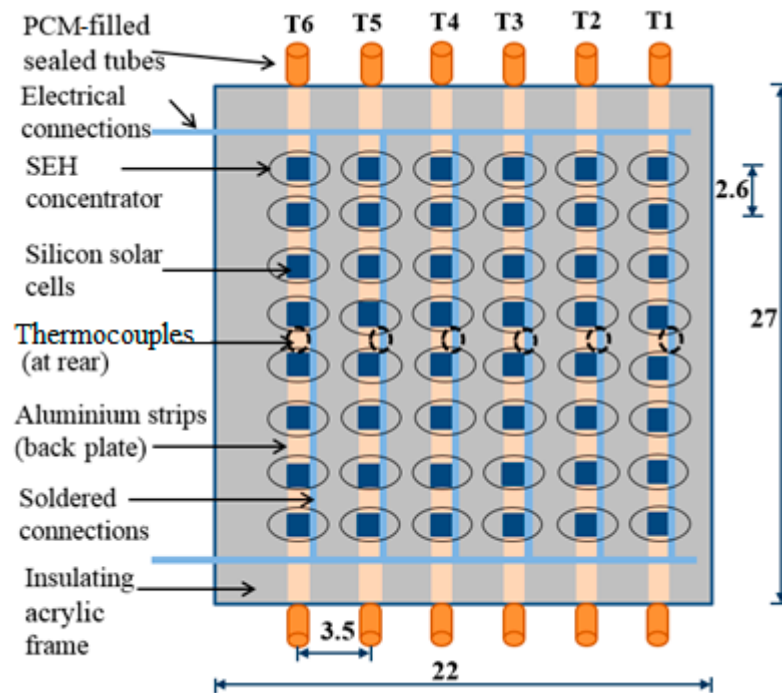 PCM-filled
sealed tubes
T6 T5 T4 T3 T2 T1
Electrical
connections
SEH
concentrator
2.6
Silicon solar
cells
27
Thermocouples
(at rear)
Aluminium strips
(back plate)
Soldered
connections
Insulating
acrylic
frame
3.5
22